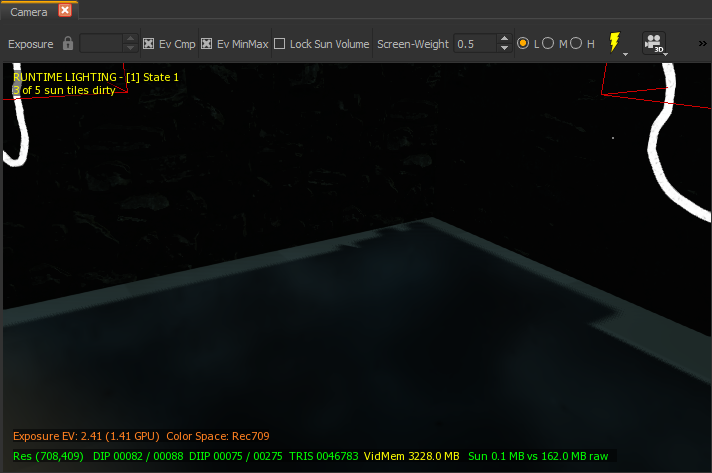 Camera
Exposure Ev Cmp Ev MinMax Lock Sun Volume Screen-Weight 0.5 L M H 3D »
RUNTIME LIGHTING - [1] State 1
3 of 5 sun tiles dirty
Exposure EV: 2.41 (1.41 GPU) Color Space: Rec709
Res (708,409) DIP 00082 / 00088 DIIP 00075 / 00275 TRIS 0046783 VidMem 3228.0 MB Sun 0.1 MB vs 162.0 MB raw